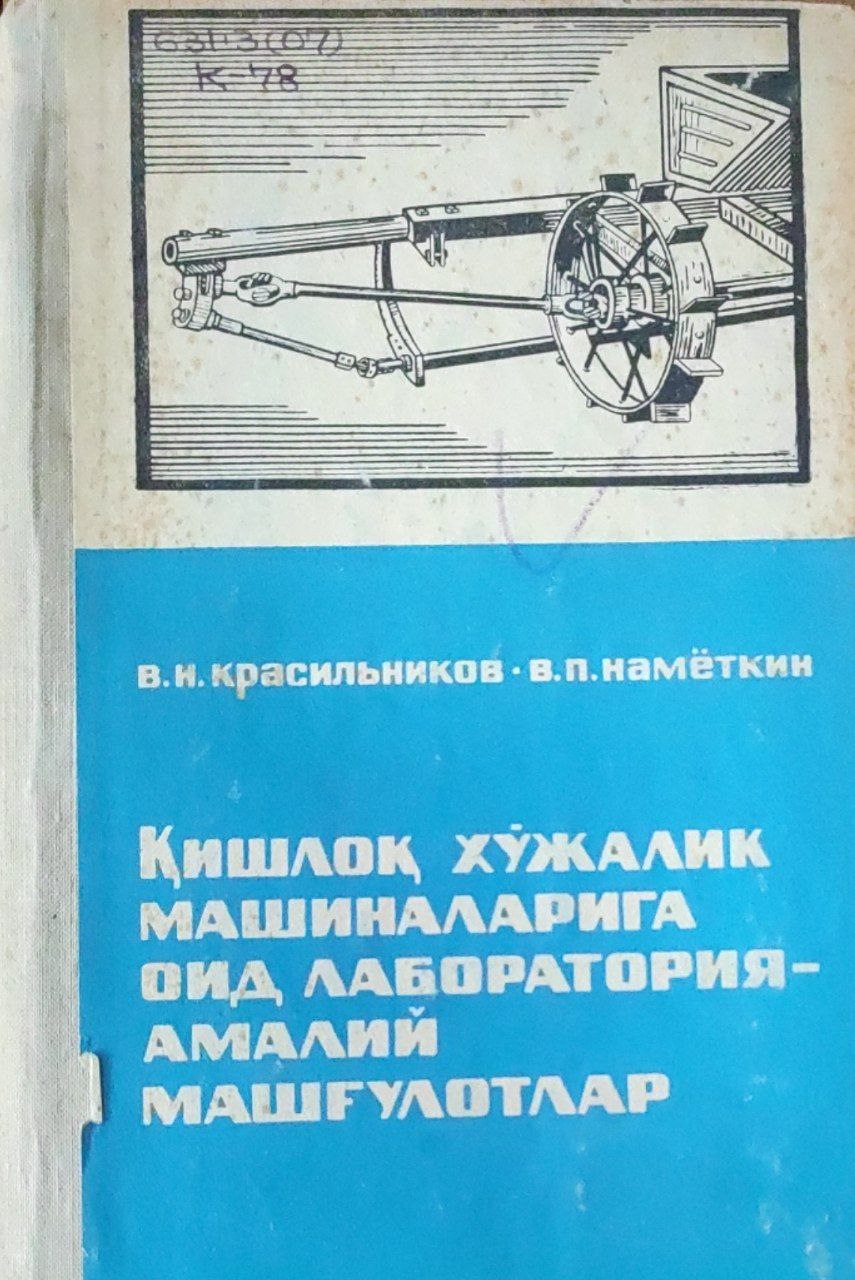 631.3(07)
К-78
В.Н.Красильников · В.П.Намёткин
Қишлоқ хўжалик
машиналарига
оид лаборатория-
амалий
машғулотлар